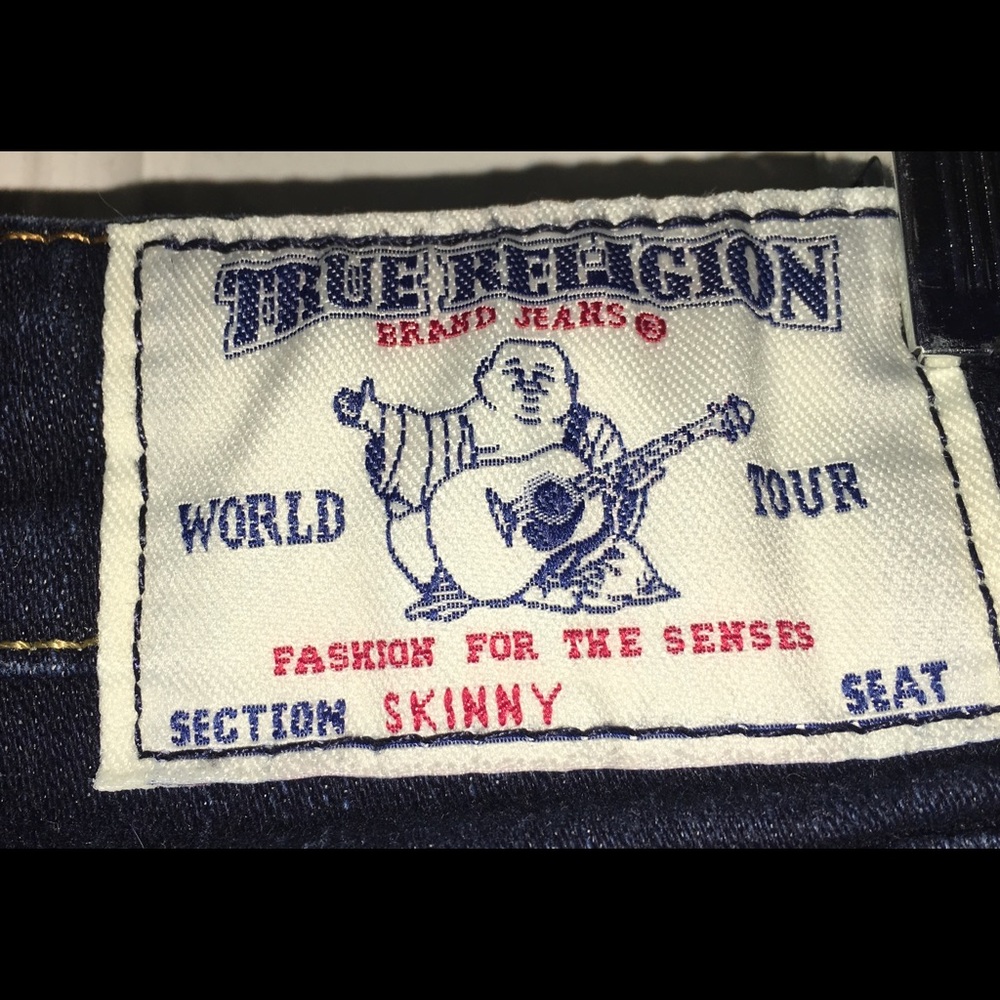 TRUE RELIGION
BRAND JEANS®
WORLD TOUR
FASHION FOR THE SENSES
SECTION SKINNY SEAT